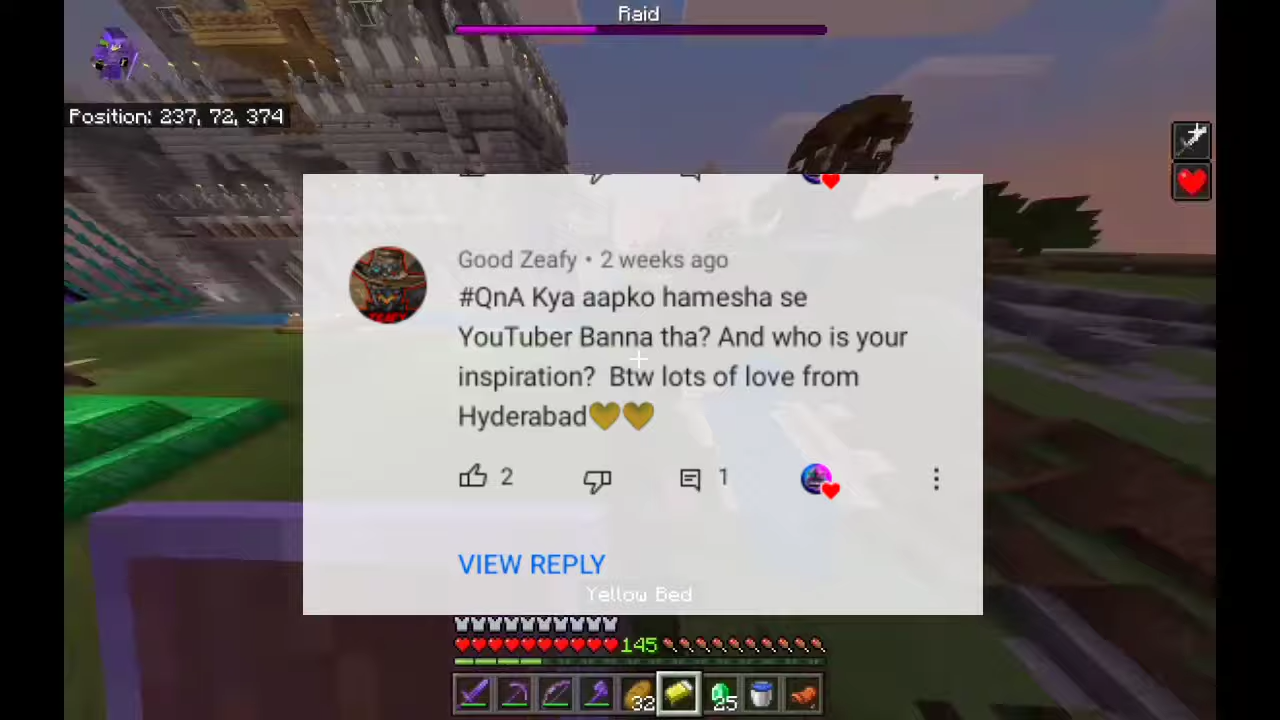 Raid
Position: 237, 72, 374
Good Zeafy • 2 weeks ago
#QnA Kya aapko hamesha se
YouTuber Banna tha? And who is your
inspiration? Btw lots of love from
Hyderabad💛💛
2
1
VIEW REPLY
Yellow Bed
145
32
25